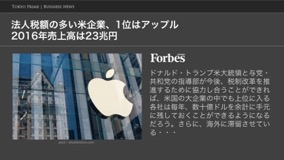 TOKYO PRIME | BUSINESS NEWS
法人税額の多い米企業、1位はアップル
2016年売上高は23兆円
Forbes
ドナルド・トランプ米大統領と与党・
共和党の指導部が今後、税制改革を推
進するために協力し合うことができれ
ば、米国の大企業の中でも上位に入る
各社は毎年、数十億ドルを余計に手元
に残しておくことができるようになる
だろう。さらに、海外に滞留させてい
る・・・